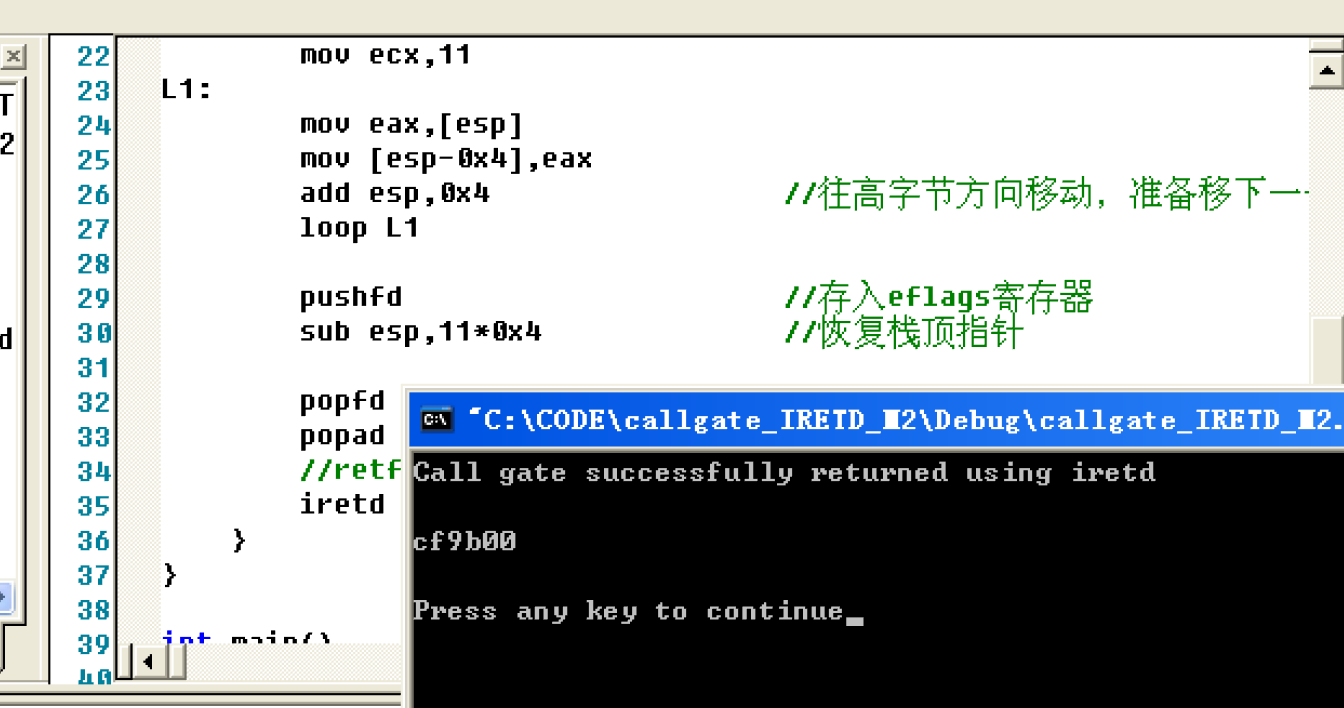 T
2
d
22 mov ecx,11
23 L1:
24 mov eax,[esp]
25 mov [esp-0x4],eax
26 add esp,0x4 //往高字节方向移动，准备移下一
27 loop L1
28
29 pushfd //存入eflags寄存器
30 sub esp,11*0x4 //恢复栈顶指针
31
32 popfd
33 popad
34 //retf
35 iretd
36 }
37 }
38
39 int main()
40
"C:\CODE\callgate_IRETD_M2\Debug\callgate_IRETD_M2.
Call gate successfully returned using iretd
cf9b00
Press any key to continue_